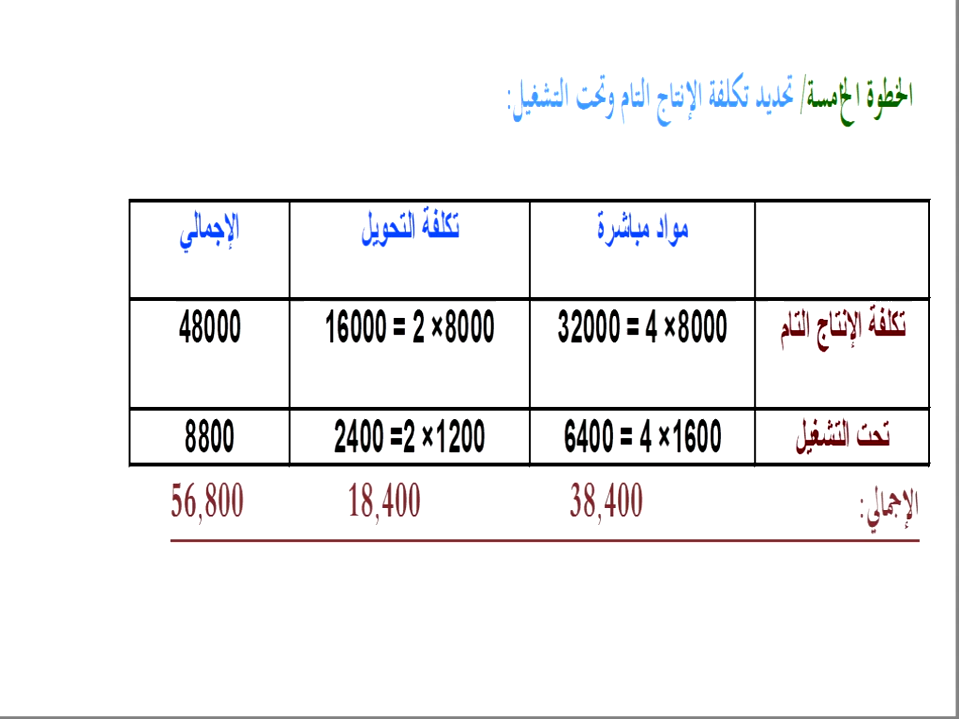 الخطوة الخامسة/ تحديد تكلفة الإنتاج التام وتحت التشغيل:
مواد مباشرة تكلفة التحويل الإجمالي
تكلفة الإنتاج التام 8000× 4 = 32000 8000× 2 = 16000 48000
تحت التشغيل 1600× 4 = 6400 1200× 2= 2400 8800
الإجمالي: 38,400 18,400 56,800